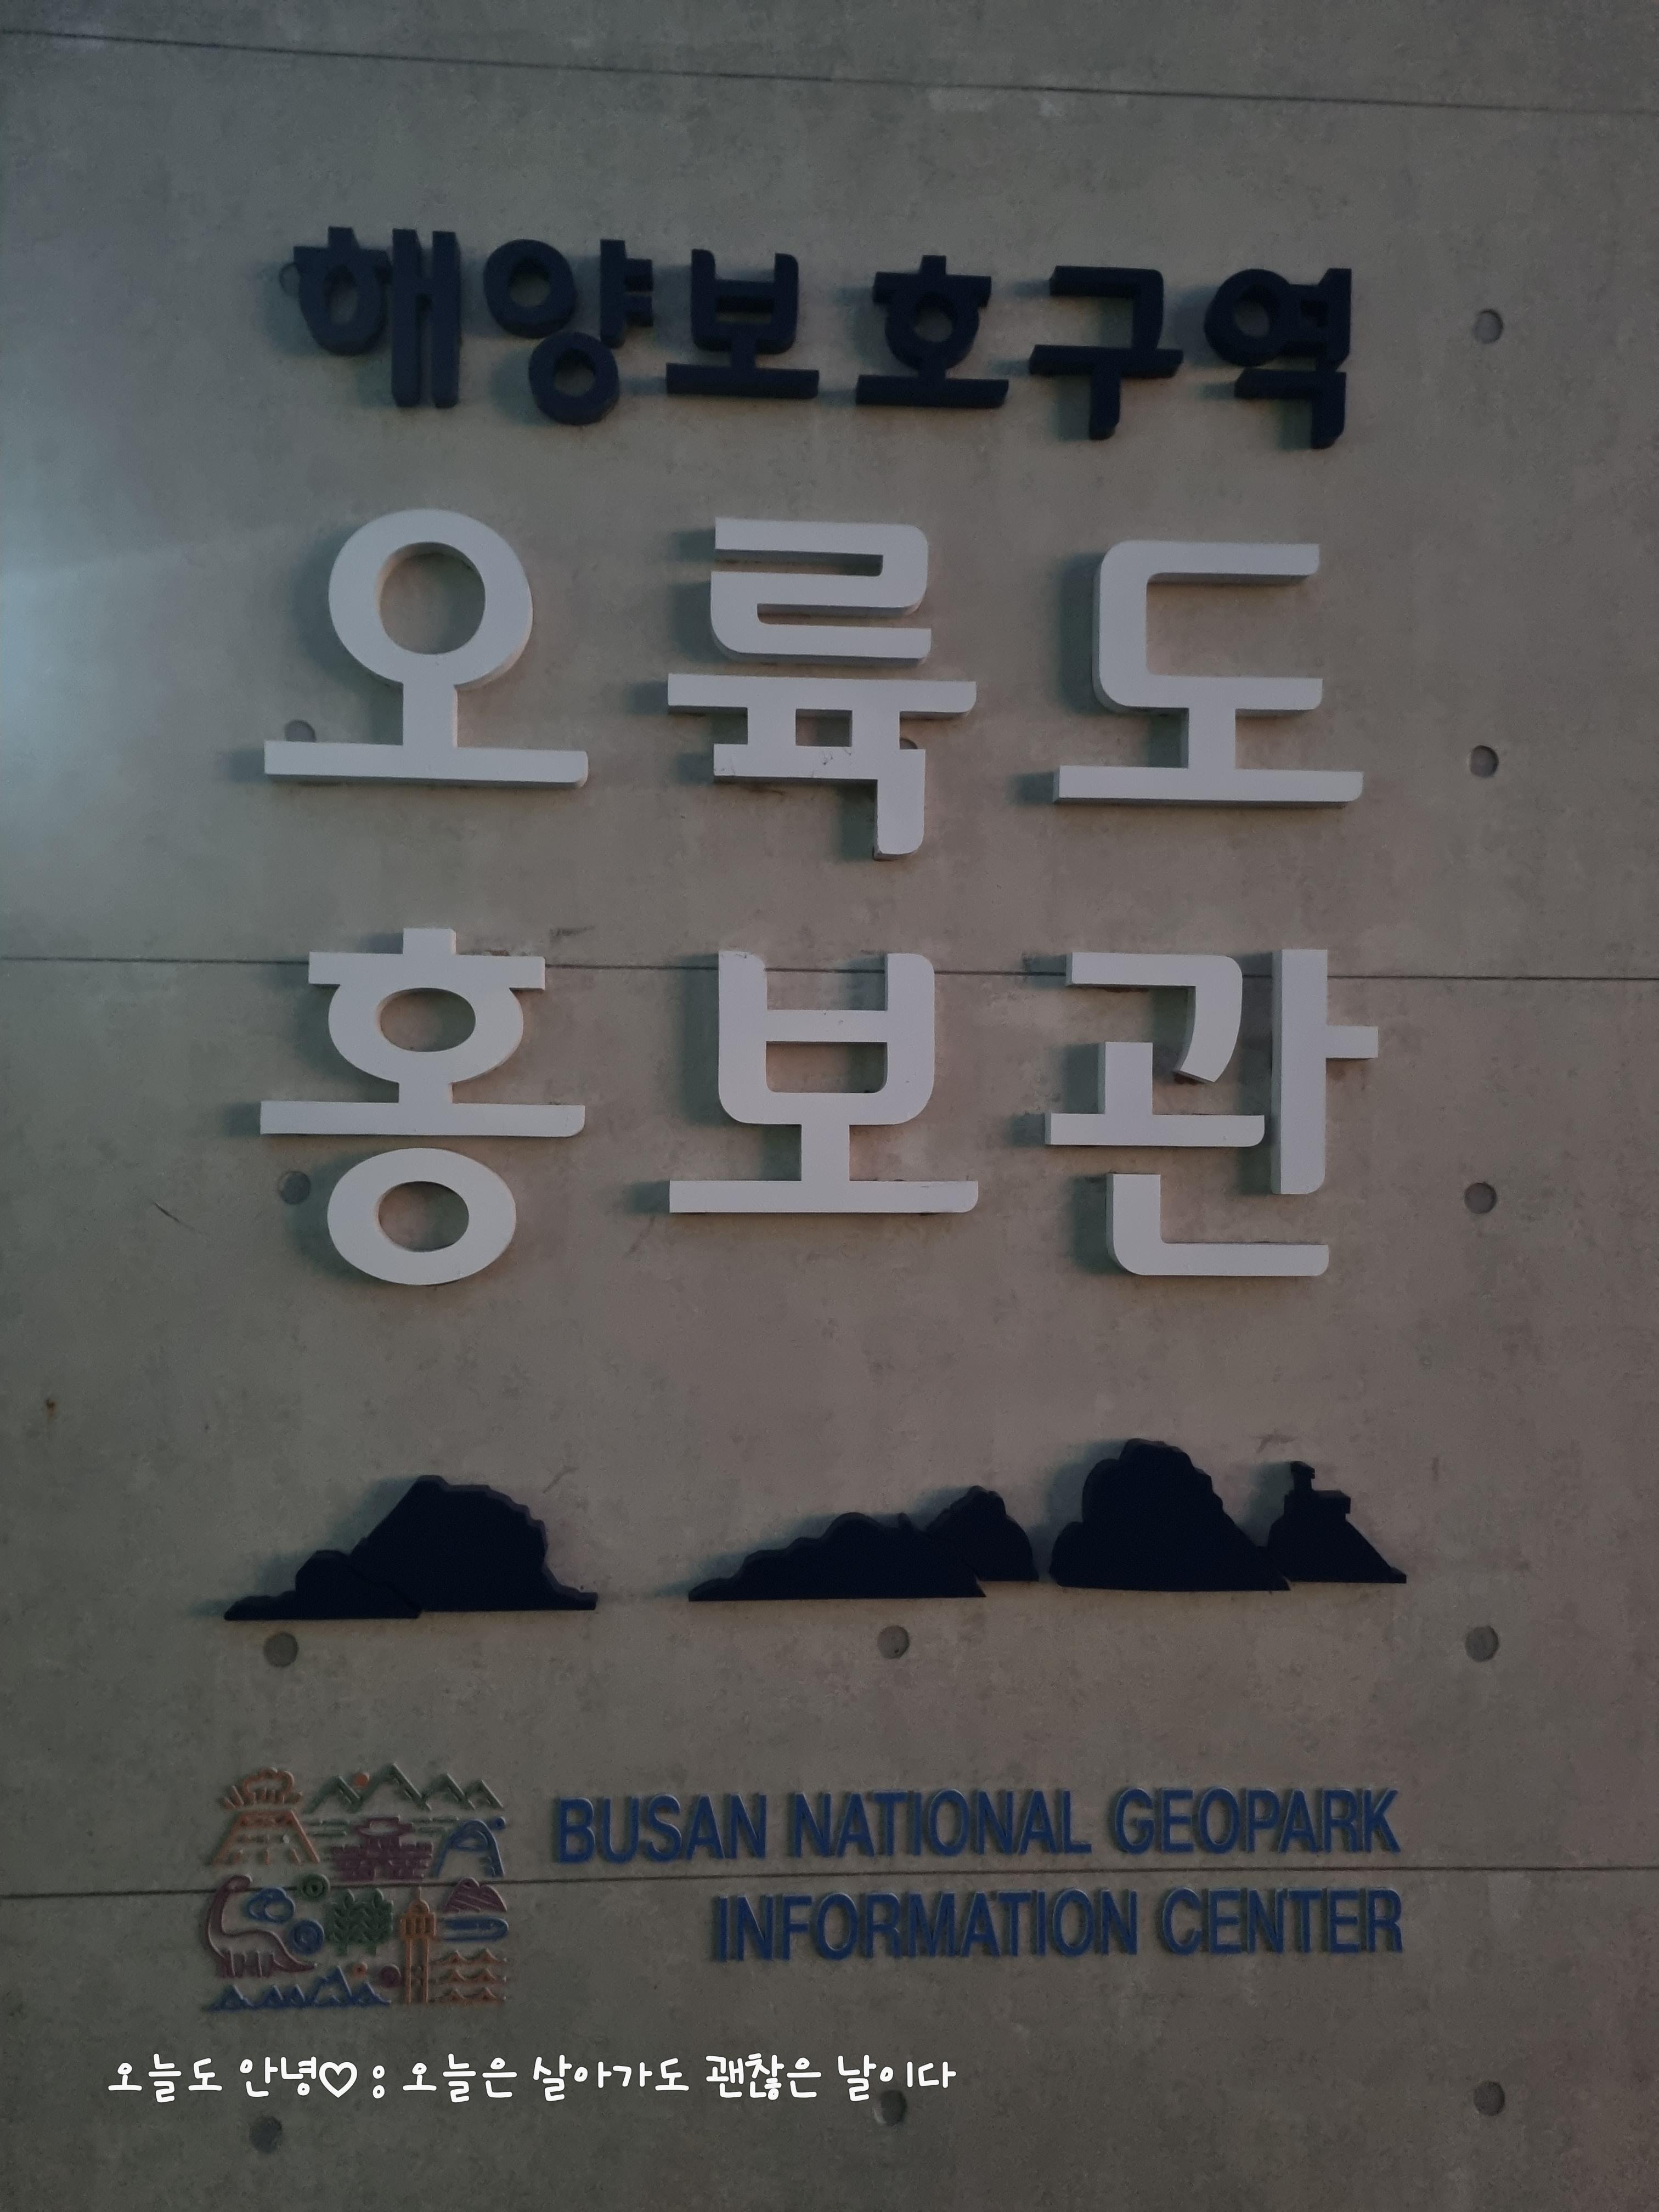 해양보호구역
오륙도
홍보관
BUSAN NATIONAL GEOPARK
INFORMATION CENTER
오늘도 안녕♡ : 오늘은 살아가도 괜찮은 날이다